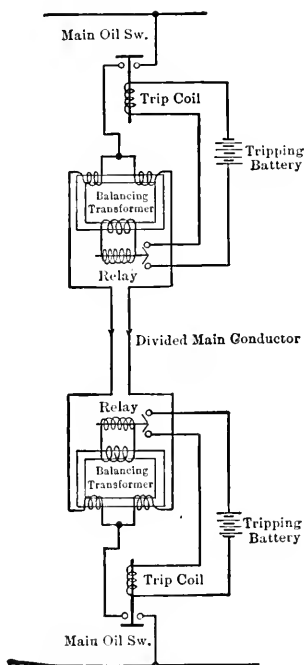 Main Oil Sw.
Trip Coil
Tripping
Battery
Balancing
Transformer
Relay
Divided Main Conductor
Relay
Balancing
Transformer
Tripping
Battery
Trip Coil
Main Oil Sw.